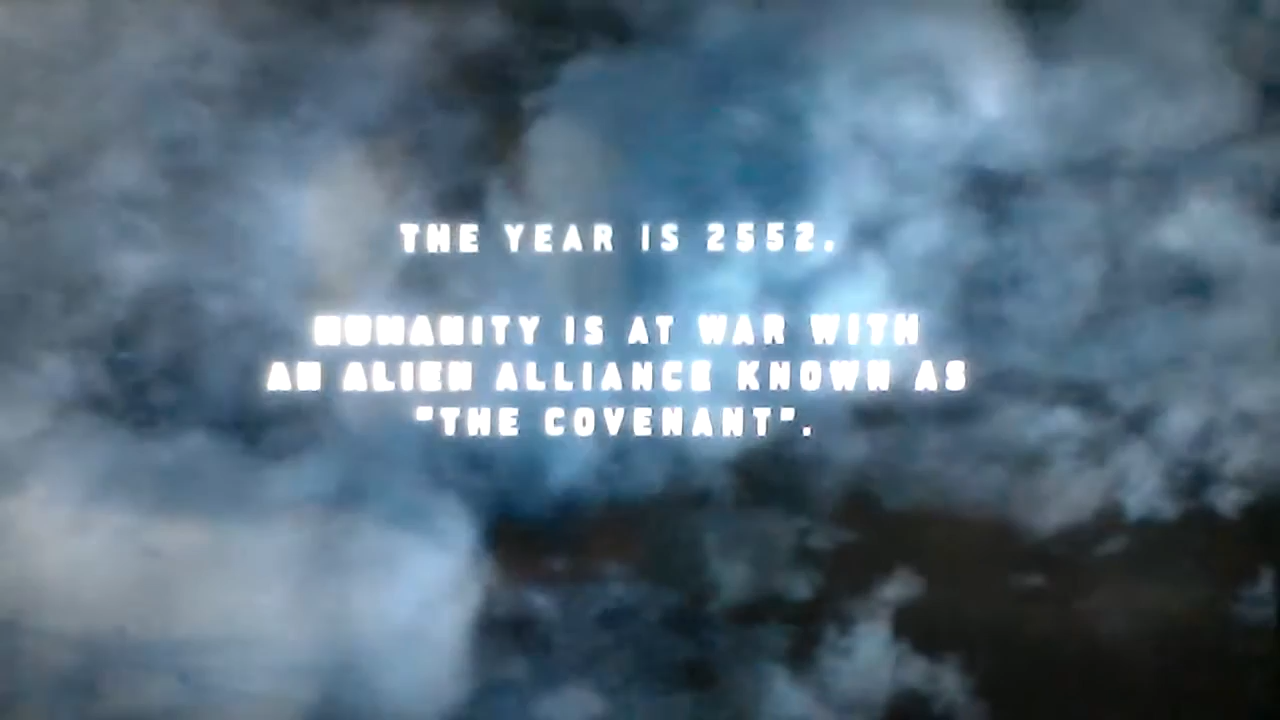 THE YEAR IS 2552.
HUMANITY IS AT WAR WITH
AN ALIEN ALLIANCE KNOWN AS
"THE COVENANT".